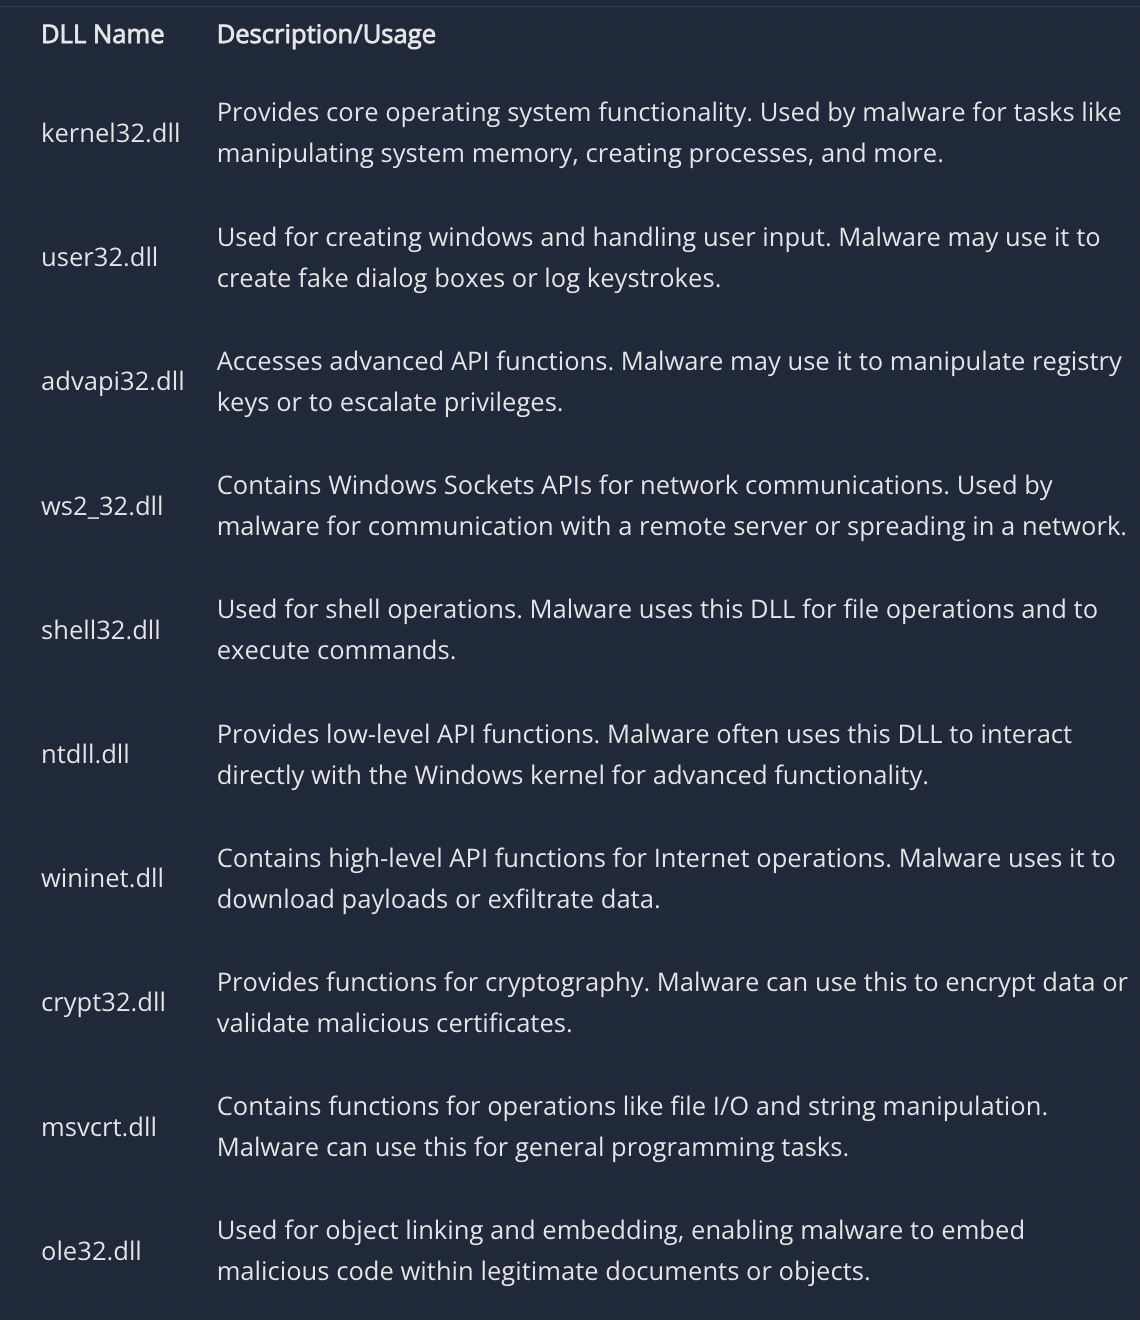 DLL Name Description/Usage
kernel32.dll
Provides core operating system functionality. Used by malware for tasks like
manipulating system memory, creating processes, and more.
user32.dll
Used for creating windows and handling user input. Malware may use it to
create fake dialog boxes or log keystrokes.
advapi32.dll
Accesses advanced API functions. Malware may use it to manipulate registry
keys or to escalate privileges.
ws2_32.dll
Contains Windows Sockets APIs for network communications. Used by
malware for communication with a remote server or spreading in a network.
shell32.dll
Used for shell operations. Malware uses this DLL for file operations and to
execute commands.
ntdll.dll
Provides low-level API functions. Malware often uses this DLL to interact
directly with the Windows kernel for advanced functionality.
wininet.dll
Contains high-level API functions for Internet operations. Malware uses it to
download payloads or exfiltrate data.
crypt32.dll
Provides functions for cryptography. Malware can use this to encrypt data or
validate malicious certificates.
msvcrt.dll
Contains functions for operations like file I/O and string manipulation.
Malware can use this for general programming tasks.
ole32.dll
Used for object linking and embedding, enabling malware to embed
malicious code within legitimate documents or objects.